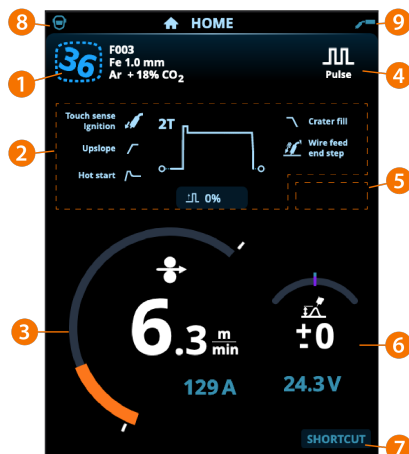 8
HOME
9
W
36
F003
Fe 1.0 mm
Ar + 18% CO2
Pulse
1
4
Touch sense
Ignition
2T
Crater fill
2
Upslope
Wire feed
end step
Hot start
5
0%
3
6.3 m/min
±0
6
129 A
24.3 V
SHORTCUT
7